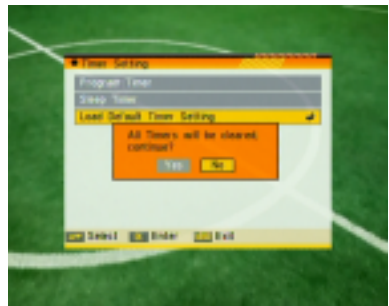 Timer Setting
Program Timer
Sleep Timer
Load Default Timer Setting
All Timers will be cleared,
continue?
Yes No
Select Enter Exit